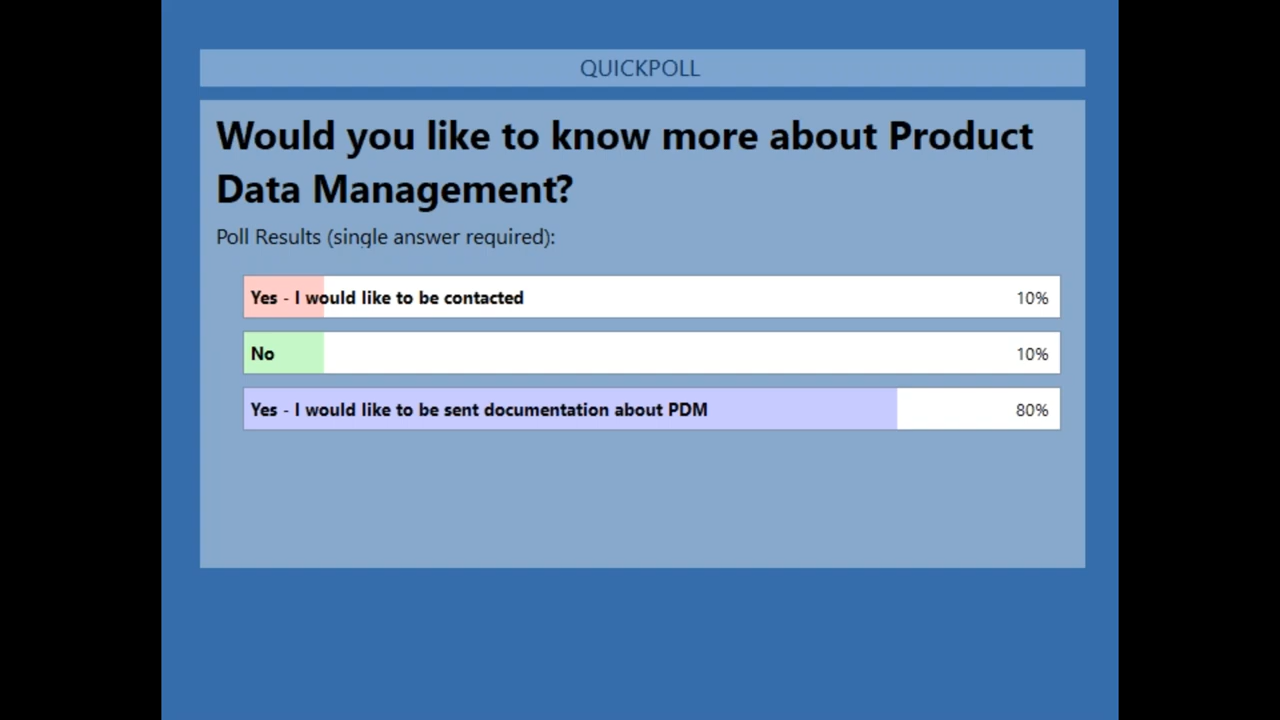 QUICKPOLL
Would you like to know more about Product
Data Management?
Poll Results (single answer required):
Yes - I would like to be contacted 10%
No 10%
Yes - I would like to be sent documentation about PDM 80%